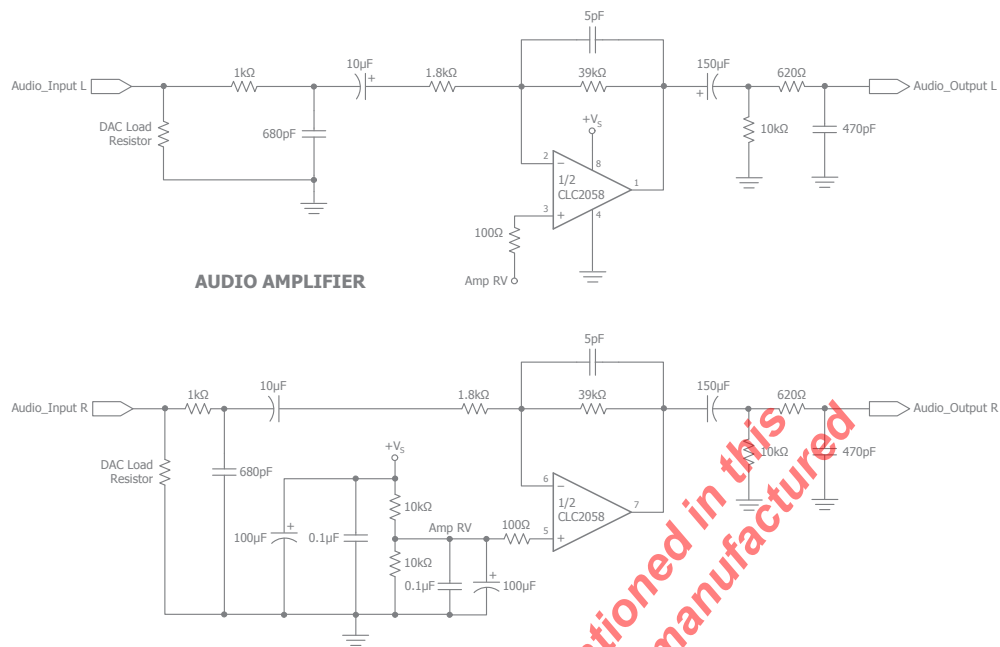 5pF
10µF
150µF
1kΩ
1.8kΩ
39kΩ
620Ω
Audio_Input L
Audio_Output L
+VS
DAC Load
Resistor
680pF
10kΩ
470pF
2
−
8
1/2
CLC2058
1
3
+
4
100Ω
Amp RV
AUDIO AMPLIFIER
5pF
10µF
150µF
1kΩ
1.8kΩ
39kΩ
620Ω
Audio_Input R
Audio_Output R
+VS
DAC Load
Resistor
680pF
10kΩ
470pF
6
−
10kΩ
1/2
CLC2058
7
100µF
+
0.1µF
Amp RV
100Ω
5
+
10kΩ
0.1µF
+
100µF
+
+
tioned in this
manufactured